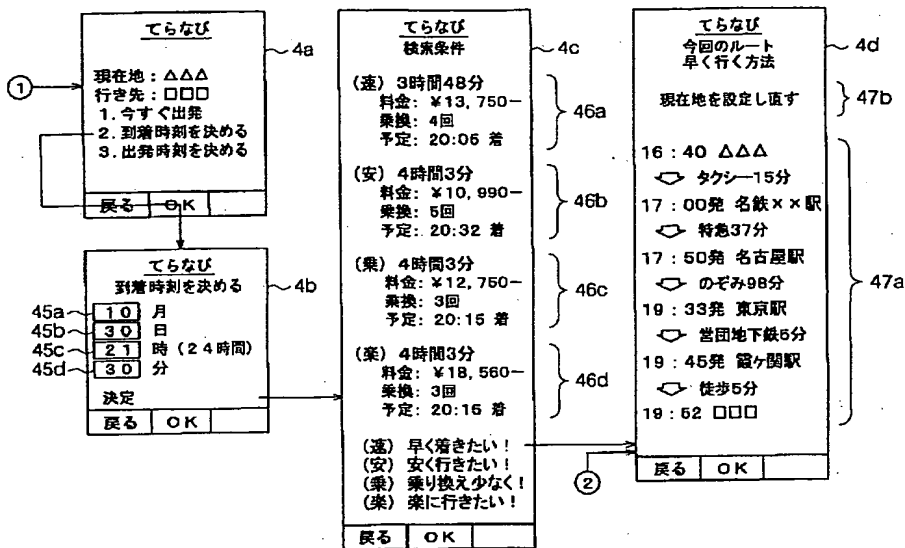 てらなび
4a
①
現在地：△△△
行き先：□□□
1. 今すぐ出発
2. 到着時刻を決める
3. 出発時刻を決める
戻る OK
てらなび
4b
到着時刻を決める
45a 10 月
45b 30 日
45c 21 時（24時間）
45d 30 分
決定
戻る OK
てらなび
検索条件
4c
(速) 3時間48分
料金：¥13,750−
乗換：4回
予定：20:05 着
46a
(安) 4時間3分
料金：¥10,990−
乗換：5回
予定：20:32 着
46b
(乗) 4時間3分
料金：¥12,750−
乗換：3回
予定：20:15 着
46c
(楽) 4時間3分
料金：¥18,560−
乗換：3回
予定：20:15 着
46d
(速) 早く着きたい！
(安) 安く行きたい！
(乗) 乗り換え少なく！
(楽) 楽に行きたい！
戻る OK
てらなび
今回のルート
早く行く方法
4d
現在地を設定し直す
47b
16：40 △△△
タクシー15分
17：00発 名鉄××駅
特急37分
17：50発 名古屋駅
のぞみ98分
19：33発 東京駅
営団地下鉄5分
19：45発 霞ヶ関駅
徒歩5分
19：52 □□□
47a
②
戻る OK